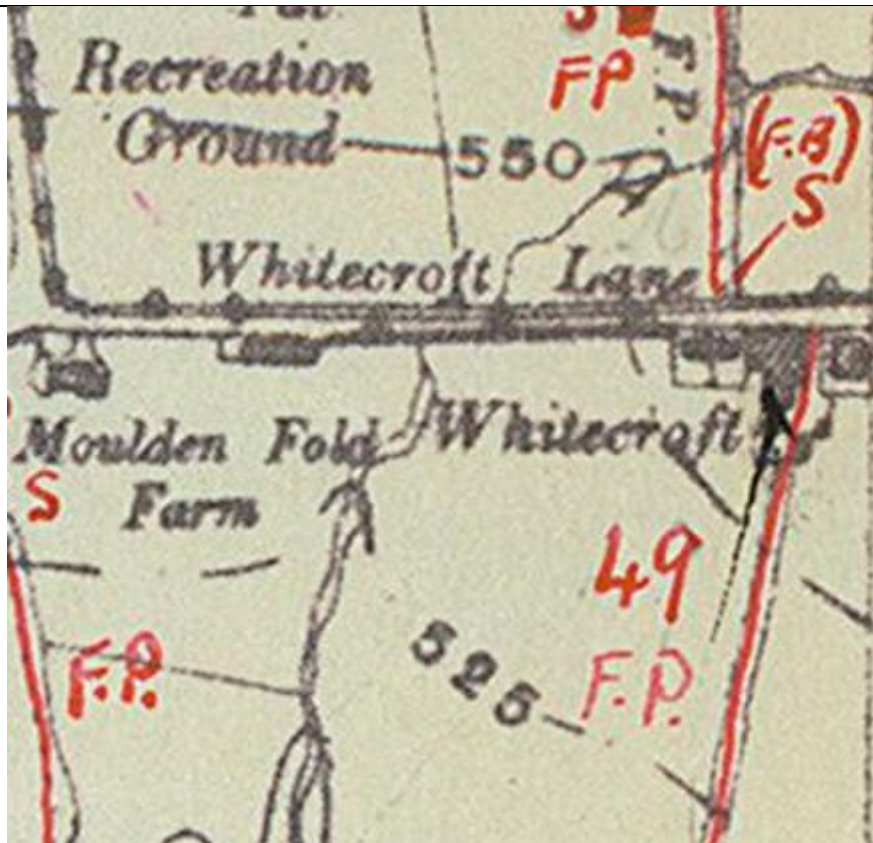 Recreation
Ground
550
FP
F.P.
(F.B)
S
Whitecroft Lane
Moulden Fold
Farm
Whitecroft
S
49
F.P.
525
F.P.